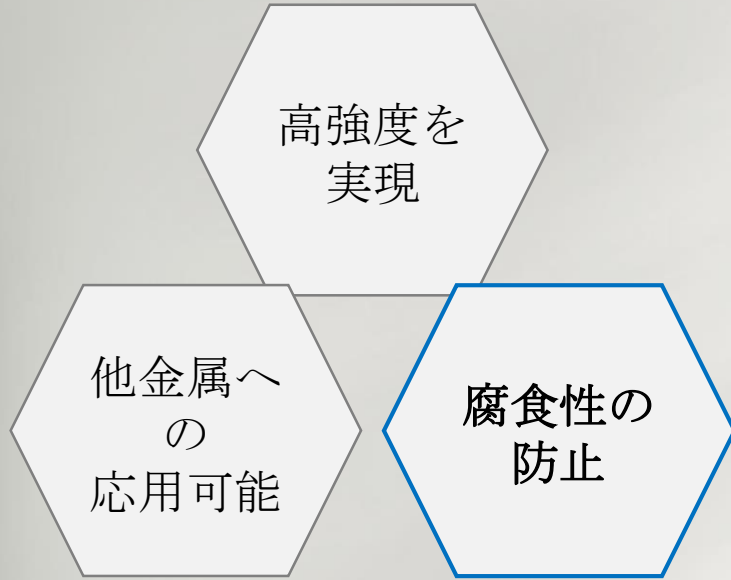 高強度を
実現
他金属へ
の
応用可能
腐食性の
防止